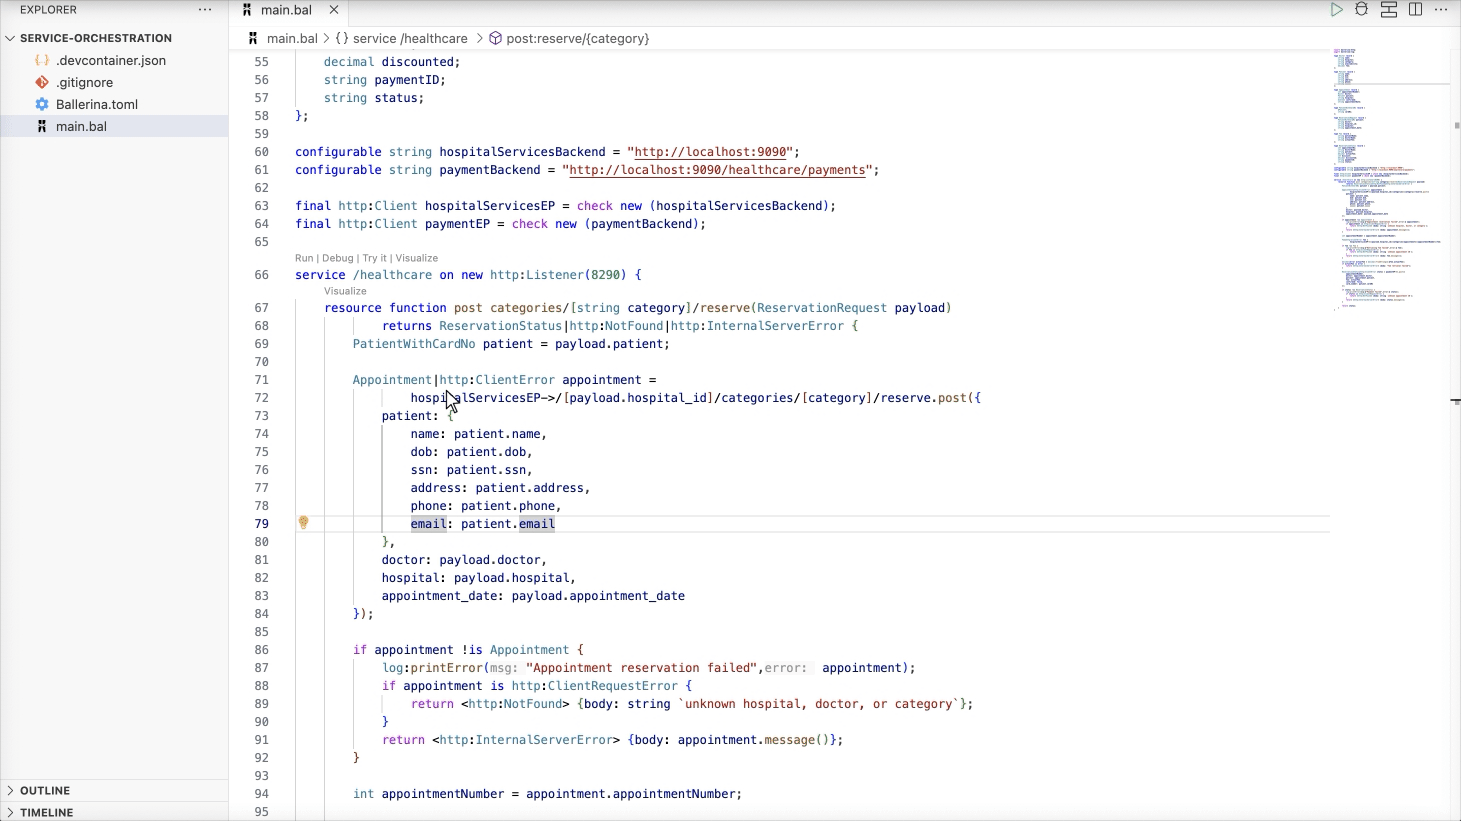 EXPLORER
···
main.bal
SERVICE-ORCHESTRATION
.devcontainer.json
.gitignore
Ballerina.toml
main.bal
OUTLINE
TIMELINE
main.bal > {} service /healthcare > post:reserve/{category}
55 decimal discounted;
56 string paymentID;
57 string status;
58 };
59
60 configurable string hospitalServicesBackend = "http://localhost:9090";
61 configurable string paymentBackend = "http://localhost:9090/healthcare/payments";
62
63 final http:Client hospitalServicesEP = check new (hospitalServicesBackend);
64 final http:Client paymentEP = check new (paymentBackend);
65
Run | Debug | Try it | Visualize
66 service /healthcare on new http:Listener(8290) {
Visualize
67 resource function post categories/[string category]/reserve(ReservationRequest payload)
68 returns ReservationStatus|http:NotFound|http:InternalServerError {
69 PatientWithCardNo patient = payload.patient;
70
71 Appointment|http:ClientError appointment =
72 hospitalServicesEP->/[payload.hospital_id]/categories/[category]/reserve.post({
73 patient: {
74 name: patient.name,
75 dob: patient.dob,
76 ssn: patient.ssn,
77 address: patient.address,
78 phone: patient.phone,
79 email: patient.email
80 },
81 doctor: payload.doctor,
82 hospital: payload.hospital,
83 appointment_date: payload.appointment_date
84 });
85
86 if appointment !is Appointment {
87 log:printError(msg: "Appointment reservation failed",error: appointment);
88 if appointment is http:ClientRequestError {
89 return <http:NotFound> {body: string `unknown hospital, doctor, or category`};
90 }
91 return <http:InternalServerError> {body: appointment.message()};
92 }
93
94 int appointmentNumber = appointment.appointmentNumber;
95